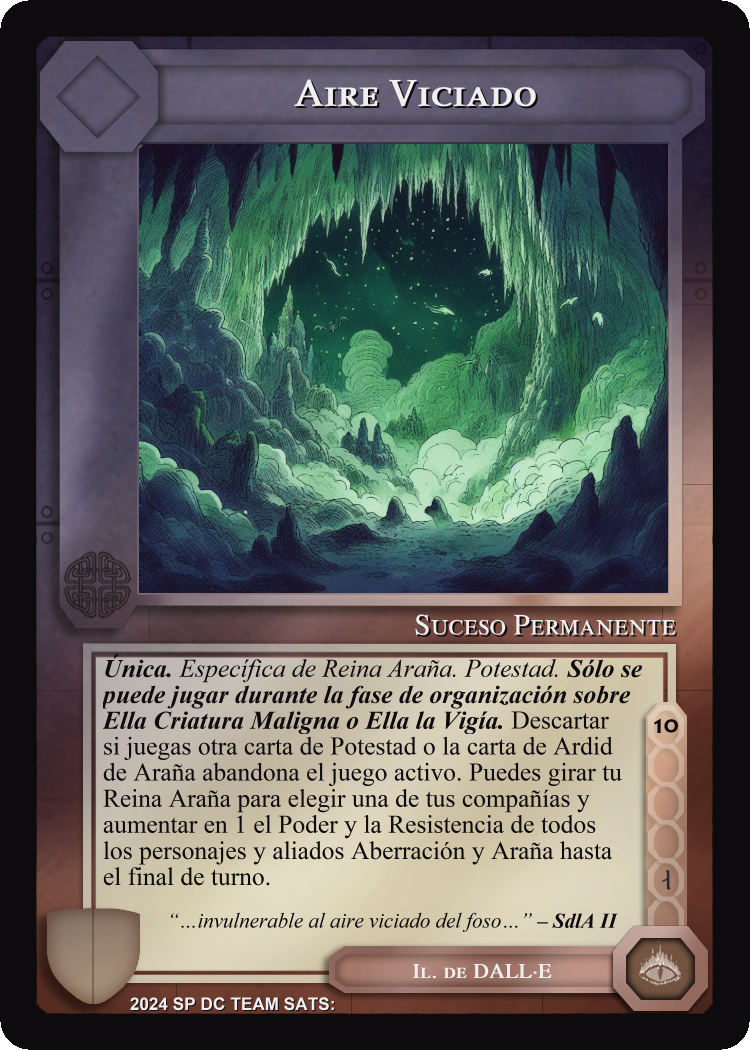 Aire Viciado
Suceso Permanente
Única. Específica de Reina Araña. Potestad. Sólo se
puede jugar durante la fase de organización sobre
Ella Criatura Maligna o Ella la Vigía. Descartar
si juegas otra carta de Potestad o la carta de Ardid
de Araña abandona el juego activo. Puedes girar tu
Reina Araña para elegir una de tus compañías y
aumentar en 1 el Poder y la Resistencia de todos
los personajes y aliados Aberración y Araña hasta
el final de turno.
10
“...invulnerable al aire viciado del foso...” – SdlA II
Il. de DALL·E
2024 SP DC TEAM SATS: